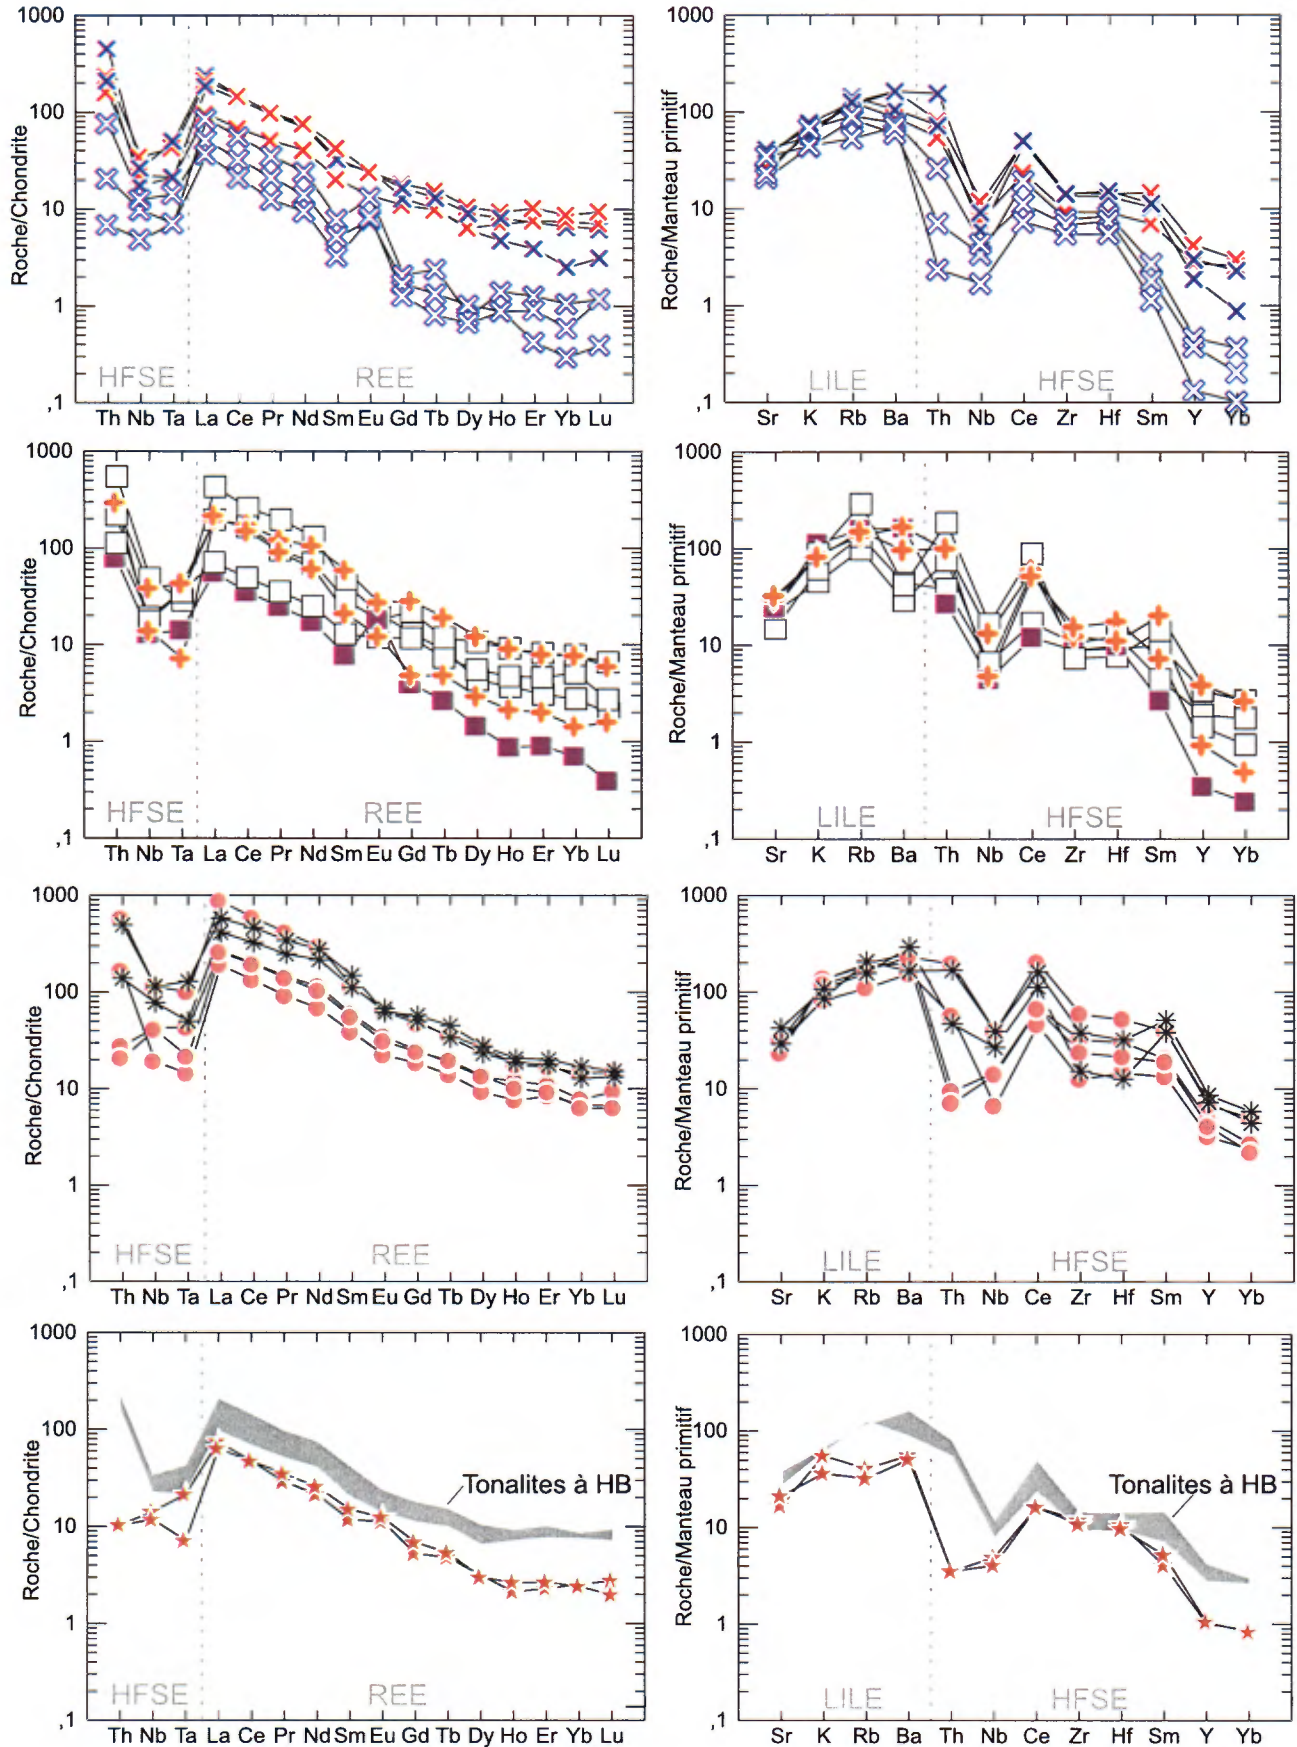 1000
100
10
1
,1
Roche/Chondrite
HFSE
REE
Th Nb Ta La Ce Pr Nd Sm Eu Gd Tb Dy Ho Er Yb Lu
1000
100
10
1
,1
Roche/Manteau primitif
LILE
HFSE
Sr K Rb Ba Th Nb Ce Zr Hf Sm Y Yb
1000
100
10
1
,1
Roche/Chondrite
HFSE
REE
Th Nb Ta La Ce Pr Nd Sm Eu Gd Tb Dy Ho Er Yb Lu
1000
100
10
1
,1
Roche/Manteau primitif
LILE
HFSE
Sr K Rb Ba Th Nb Ce Zr Hf Sm Y Yb
1000
100
10
1
,1
Roche/Chondrite
HFSE
REE
Th Nb Ta La Ce Pr Nd Sm Eu Gd Tb Dy Ho Er Yb Lu
1000
100
10
1
,1
Roche/Manteau primitif
LILE
HFSE
Sr K Rb Ba Th Nb Ce Zr Hf Sm Y Yb
1000
100
10
1
,1
Roche/Chondrite
Tonalites à HB
HFSE
REE
Th Nb Ta La Ce Pr Nd Sm Eu Gd Tb Dy Ho Er Yb Lu
1000
100
10
1
,1
Roche/Manteau primitif
Tonalites à HB
LILE
HFSE
Sr K Rb Ba Th Nb Ce Zr Hf Sm Y Yb